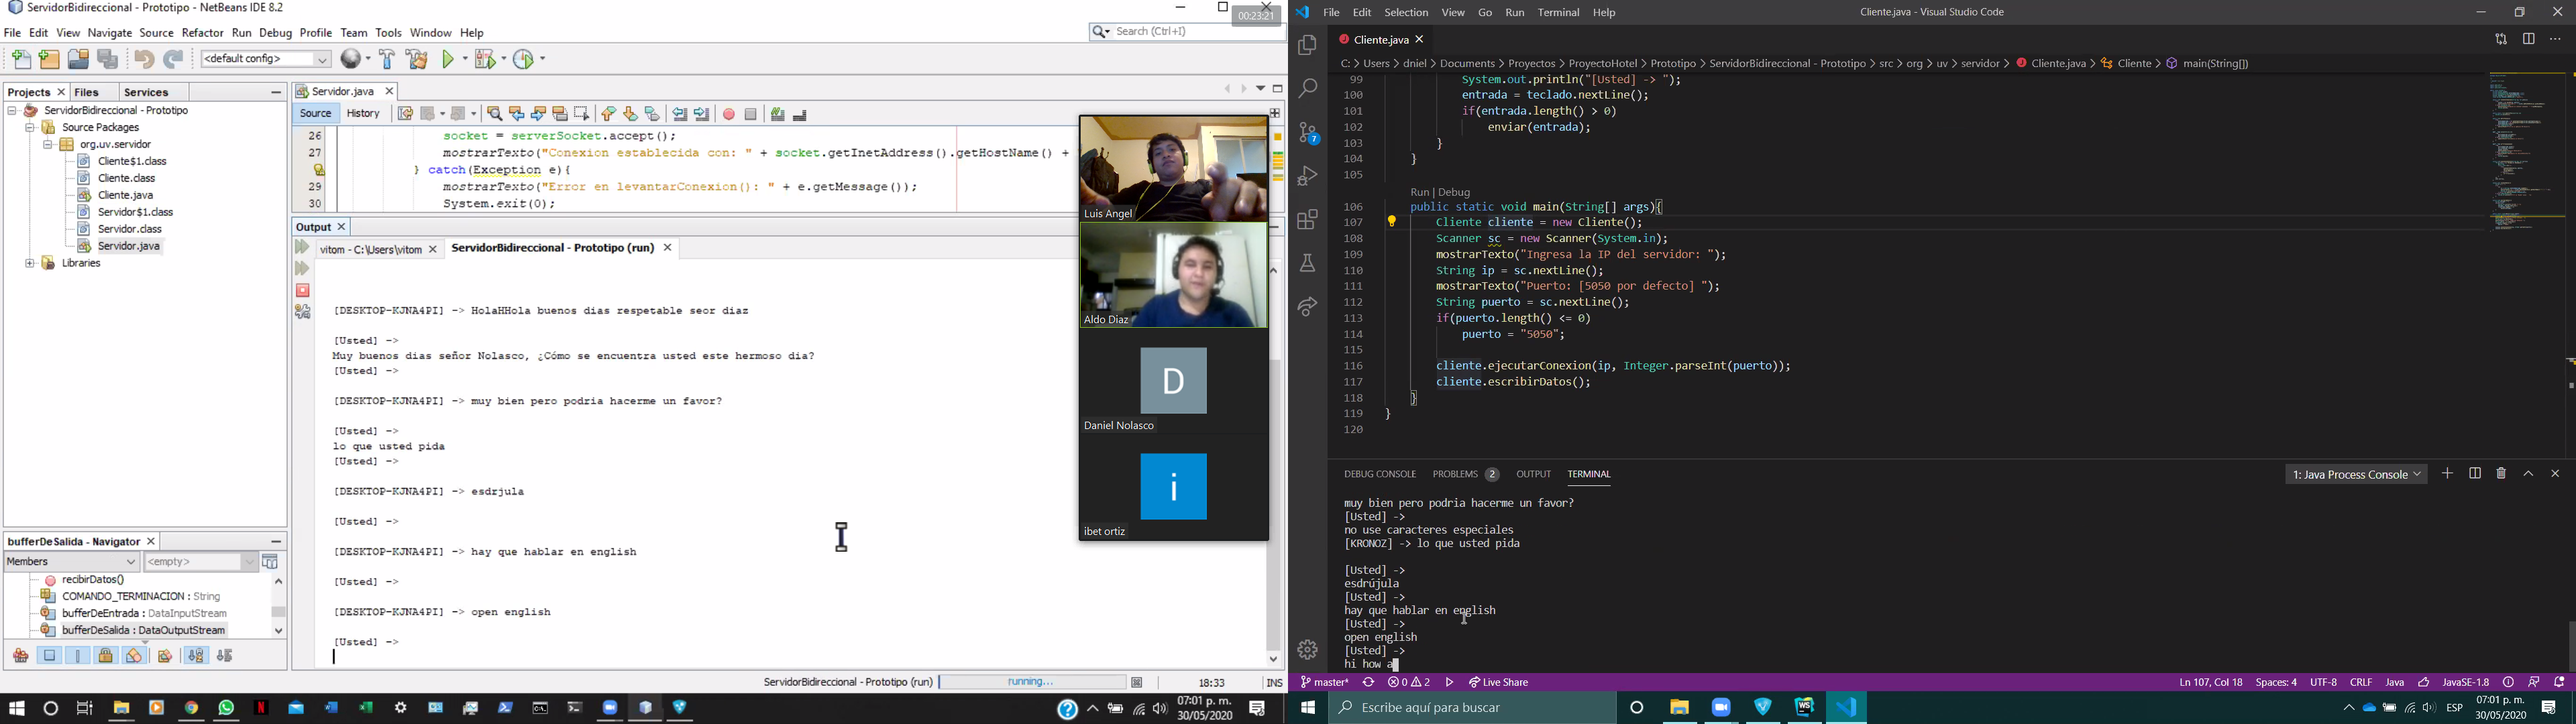 ServidorBidireccional - Prototipo - NetBeans IDE 8.2
00:23:21
File Edit View Navigate Source Refactor Run Debug Profile Team Tools Window Help
Search (Ctrl+I)
<default config>
Projects Files Services
ServidorBidireccional - Prototipo
Source Packages
org.uv.servidor
Cliente$1.class
Cliente.class
Cliente.java
Servidor$1.class
Servidor.class
Servidor.java
Libraries
bufferDeSalida - Navigator
Members <empty>
recibirDatos()
COMANDO_TERMINACION : String
bufferDeEntrada : DataInputStream
bufferDeSalida : DataOutputStream
Servidor.java
Source History
26 socket = serverSocket.accept();
27 mostrarTexto("Conexion establecida con: " + socket.getInetAddress().getHostName() +
} catch(Exception e){
29 mostrarTexto("Error en levantarConexion(): " + e.getMessage());
30 System.exit(0);
Output
vitom - C:\Users\vitom ServidorBidireccional - Prototipo (run)
[DESKTOP-KJNA4PI] -> HolaHHola buenos dias respetable seor diaz
[Usted] ->
Muy buenos dias señor Nolasco, ¿Cómo se encuentra usted este hermoso dia?
[Usted] ->
[DESKTOP-KJNA4PI] -> muy bien pero podria hacerme un favor?
[Usted] ->
lo que usted pida
[Usted] ->
[DESKTOP-KJNA4PI] -> esdrjula
[Usted] ->
[DESKTOP-KJNA4PI] -> hay que hablar en english
[Usted] ->
[DESKTOP-KJNA4PI] -> open english
[Usted] ->
ServidorBidireccional - Prototipo (run) running... 18:33 INS
07:01 p. m.
30/05/2020
Luis Angel
Aldo Diaz
D
Daniel Nolasco
i
ibet ortiz
File Edit Selection View Go Run Terminal Help
Cliente.java - Visual Studio Code
Cliente.java
C: > Users > dniel > Documents > Proyectos > ProyectoHotel > Prototipo > ServidorBidireccional - Prototipo > src > org > uv > servidor > Cliente.java > Cliente > main(String[])
7
99 System.out.println("[Usted] -> ");
100 entrada = teclado.nextLine();
101 if(entrada.length() > 0)
102 enviar(entrada);
103 }
104 }
105
Run | Debug
106 public static void main(String[] args){
107 Cliente cliente = new Cliente();
108 Scanner sc = new Scanner(System.in);
109 mostrarTexto("Ingresa la IP del servidor: ");
110 String ip = sc.nextLine();
111 mostrarTexto("Puerto: [5050 por defecto] ");
112 String puerto = sc.nextLine();
113 if(puerto.length() <= 0)
114 puerto = "5050";
115
116 cliente.ejecutarConexion(ip, Integer.parseInt(puerto));
117 cliente.escribirDatos();
118 }
119 }
120
DEBUG CONSOLE PROBLEMS 2 OUTPUT TERMINAL
1: Java Process Console
muy bien pero podria hacerme un favor?
[Usted] ->
no use caracteres especiales
[KRONOZ] -> lo que usted pida
[Usted] ->
esdrújula
[Usted] ->
hay que hablar en english
[Usted] ->
open english
[Usted] ->
hi how a
master* 0 2 Live Share
Ln 107, Col 18 Spaces: 4 UTF-8 CRLF Java JavaSE-1.8
Escribe aquí para buscar
WS
ESP
07:01 p. m.
30/05/2020